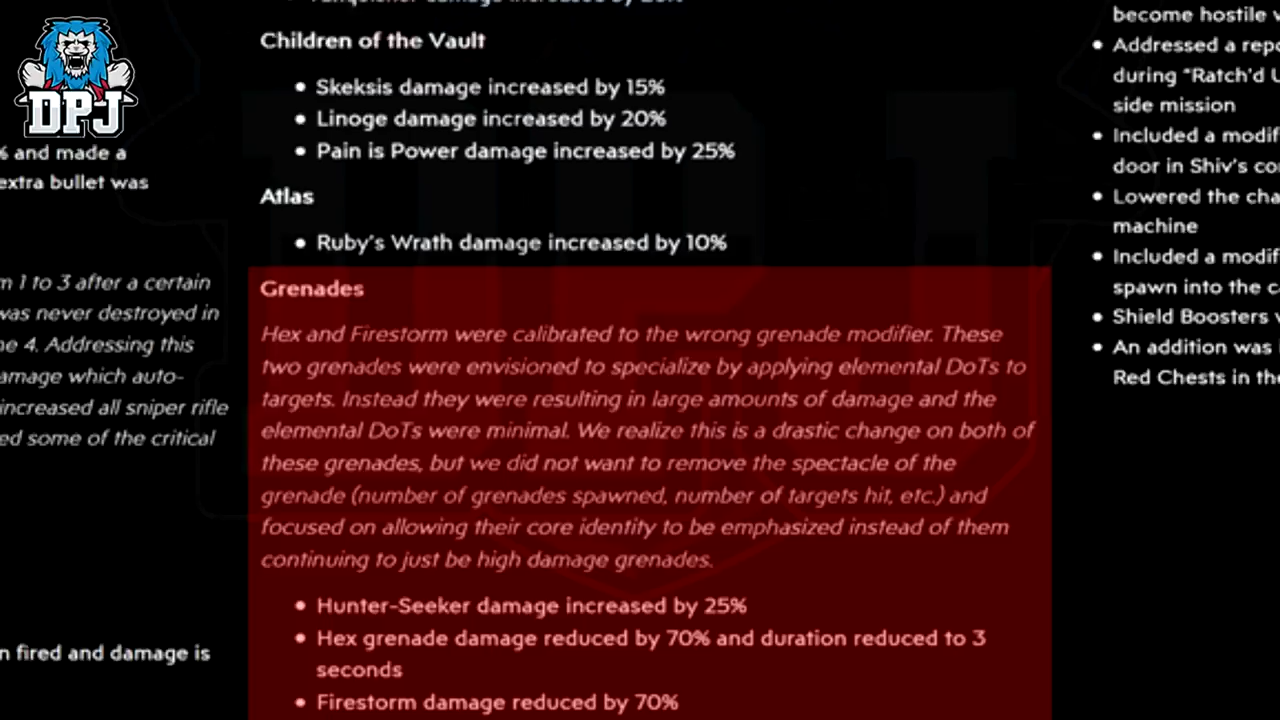 DPJ
% and made a
extra bullet was
m 1 to 3 after a certain
was never destroyed in
ne 4. Addressing this
amage which auto-
increased all sniper rifle
ed some of the critical
n fired and damage is
damage increased by
Children of the Vault
• Skeksis damage increased by 15%
• Linoge damage increased by 20%
• Pain is Power damage increased by 25%
Atlas
• Ruby's Wrath damage increased by 10%
Grenades
Hex and Firestorm were calibrated to the wrong grenade modifier. These
two grenades were envisioned to specialize by applying elemental DoTs to
targets. Instead they were resulting in large amounts of damage and the
elemental DoTs were minimal. We realize this is a drastic change on both of
these grenades, but we did not want to remove the spectacle of the
grenade (number of grenades spawned, number of targets hit, etc.) and
focused on allowing their core identity to be emphasized instead of them
continuing to just be high damage grenades.
• Hunter-Seeker damage increased by 25%
• Hex grenade damage reduced by 70% and duration reduced to 3
seconds
• Firestorm damage reduced by 70%
become hostile
• Addressed a repo
during "Ratch'd U
side mission
• Included a modif
door in Shiv's co
• Lowered the cha
machine
• Included a modif
spawn into the c
• Shield Boosters
• An addition was
Red Chests in the